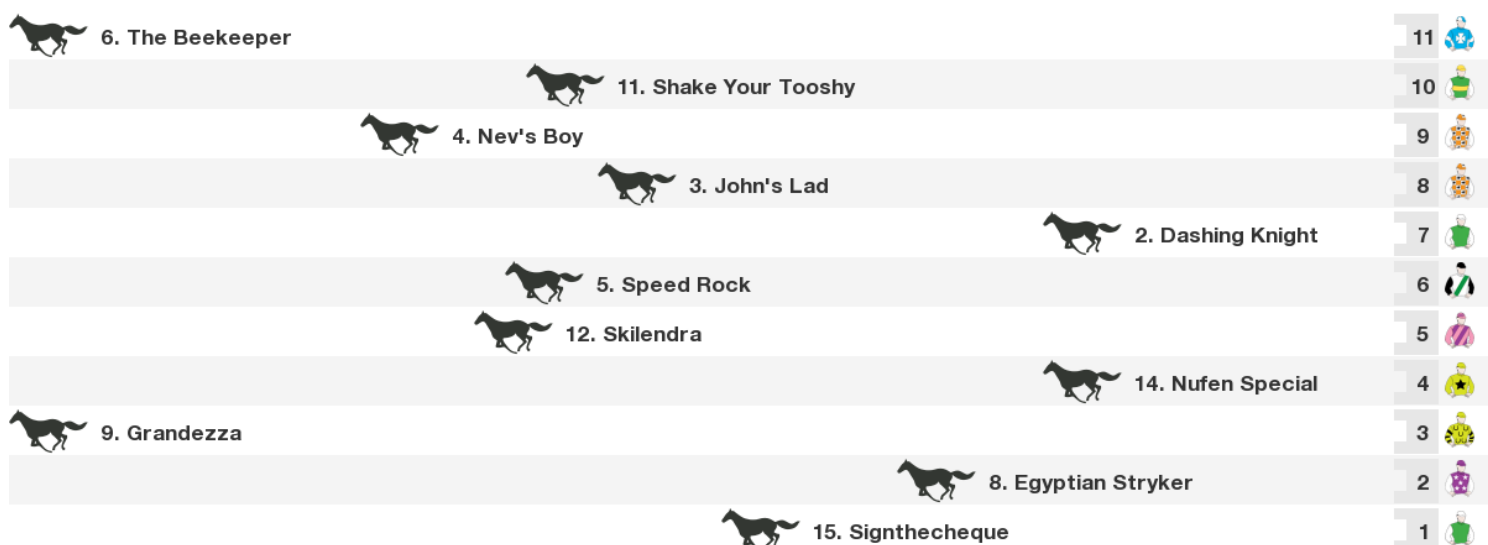 6. The Beekeeper 11
11. Shake Your Tooshy 10
4. Nev's Boy 9
3. John's Lad 8
2. Dashing Knight 7
5. Speed Rock 6
12. Skilendra 5
14. Nufen Special 4
9. Grandezza 3
8. Egyptian Stryker 2
15. Signthecheque 1